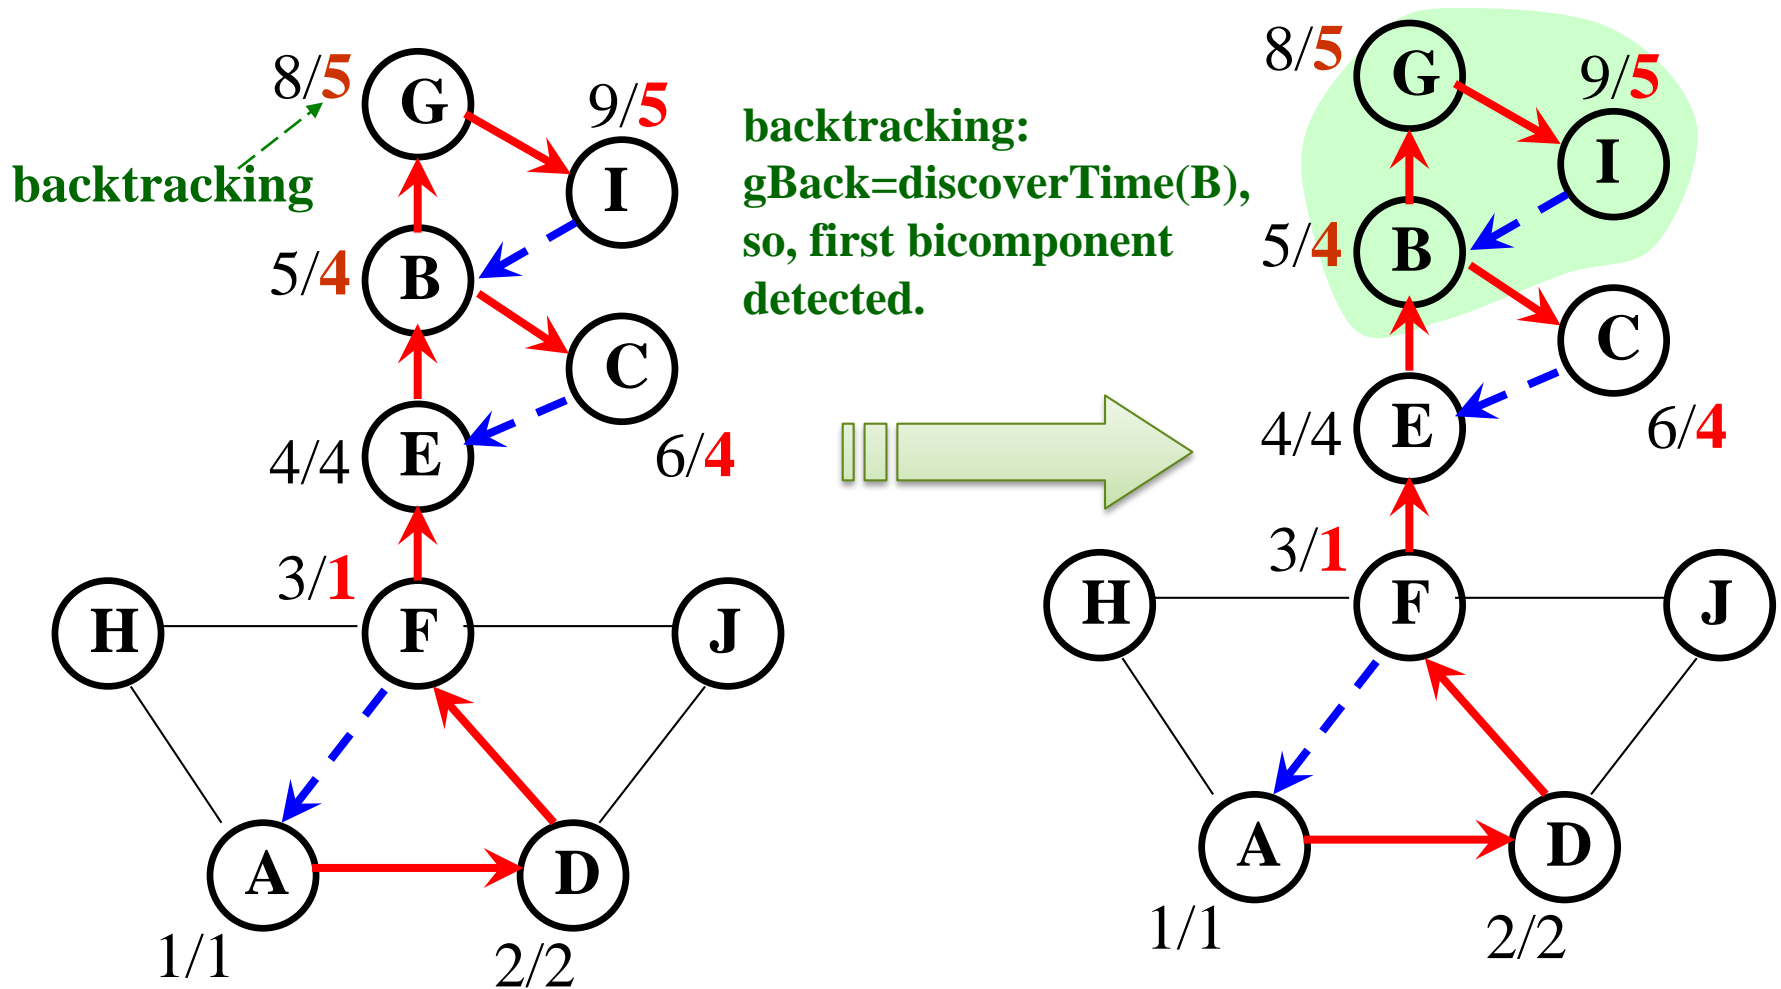 8/5
G
9/5
backtracking
I
5/4
B
C
4/4
E
6/4
3/1
H
F
J
A
D
1/1
2/2
backtracking:
gBack=discoverTime(B),
so, first bicomponent
detected.
8/5
G
9/5
I
5/4
B
C
4/4
E
6/4
3/1
H
F
J
A
D
1/1
2/2